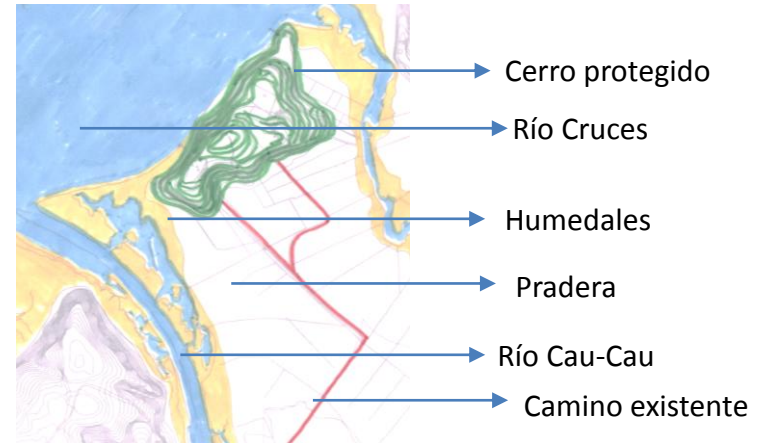 Cerro protegido
Río Cruces
Humedales
Pradera
Río Cau-Cau
Camino existente